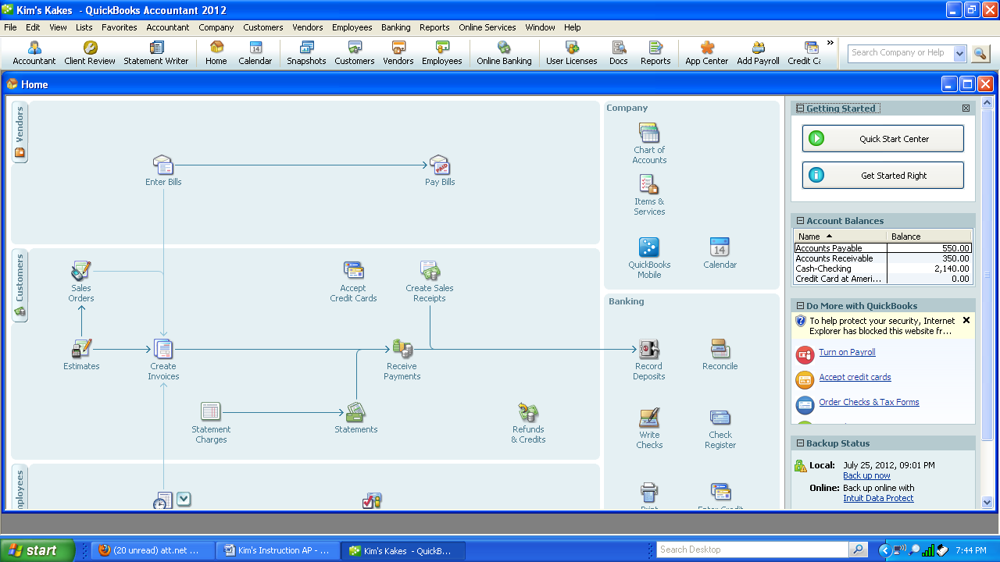 Kim's Kakes - QuickBooks Accountant 2012
File Edit View Lists Favorites Accountant Company Customers Vendors Employees Banking Reports Online Services Window Help
Accountant Client Review Statement Writer Home Calendar Snapshots Customers Vendors Employees Online Banking User Licenses Docs Reports App Center Add Payroll Credit Ca
Search Company or Help
Home
Vendors
Enter Bills
Pay Bills
Customers
Sales
Orders
Accept
Credit Cards
Create Sales
Receipts
Estimates
Create
Invoices
Receive
Payments
Statement
Charges
Statements
Refunds
& Credits
mployees
Company
Chart of
Accounts
Items &
Services
QuickBooks
Mobile
14
Calendar
Banking
Record
Deposits
Reconcile
Write
Checks
Check
Register
Print
Enter Credit
Getting Started
Quick Start Center
Get Started Right
Account Balances
Name Balance
Accounts Payable 550.00
Accounts Receivable 350.00
Cash-Checking 2,140.00
Credit Card at Ameri... 0.00
Do More with QuickBooks
To help protect your security, Internet
Explorer has blocked this website fr...
Turn on Payroll
Accept credit cards
Order Checks & Tax Forms
Backup Status
Local: July 25, 2012, 09:01 PM
Back up now
Online: Back up online with
Intuit Data Protect
start
(20 unread) att.net ...
Kim's Instruction AP - ...
Kim's Kakes - QuickB...
Search Desktop
7:44 PM